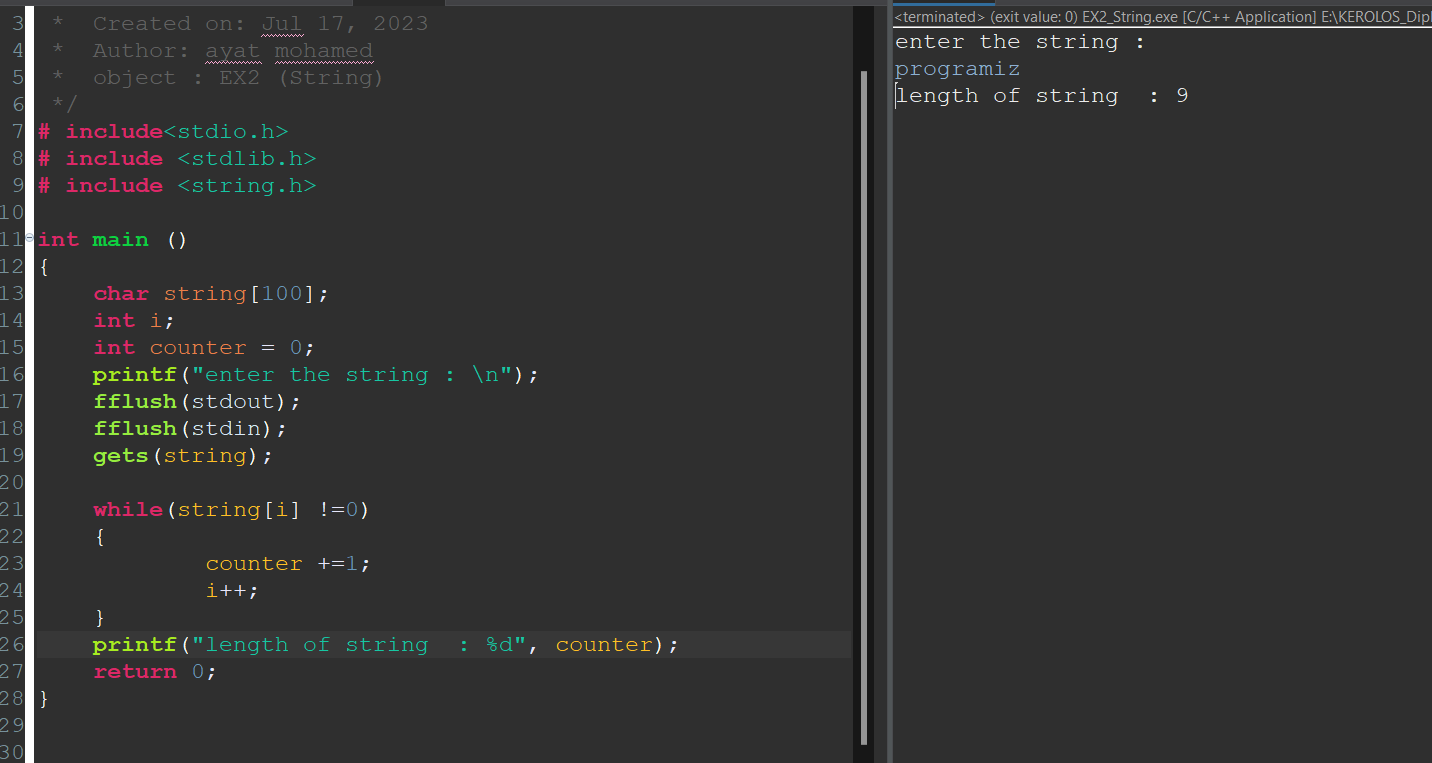 3 *  Created on: Jul 17, 2023
4 *  Author: ayat mohamed
5 *  object : EX2 (String)
6 */
7 # include<stdio.h>
8 # include <stdlib.h>
9 # include <string.h>
10
11 int main ()
12 {
13     char string[100];
14     int i;
15     int counter = 0;
16     printf("enter the string : \n");
17     fflush(stdout);
18     fflush(stdin);
19     gets(string);
20
21     while(string[i] !=0)
22     {
23             counter +=1;
24             i++;
25     }
26     printf("length of string  : %d", counter);
27     return 0;
28 }
29
30
<terminated> (exit value: 0) EX2_String.exe [C/C++ Application] E:\KEROLOS_Dipl
enter the string :
programiz
length of string  : 9